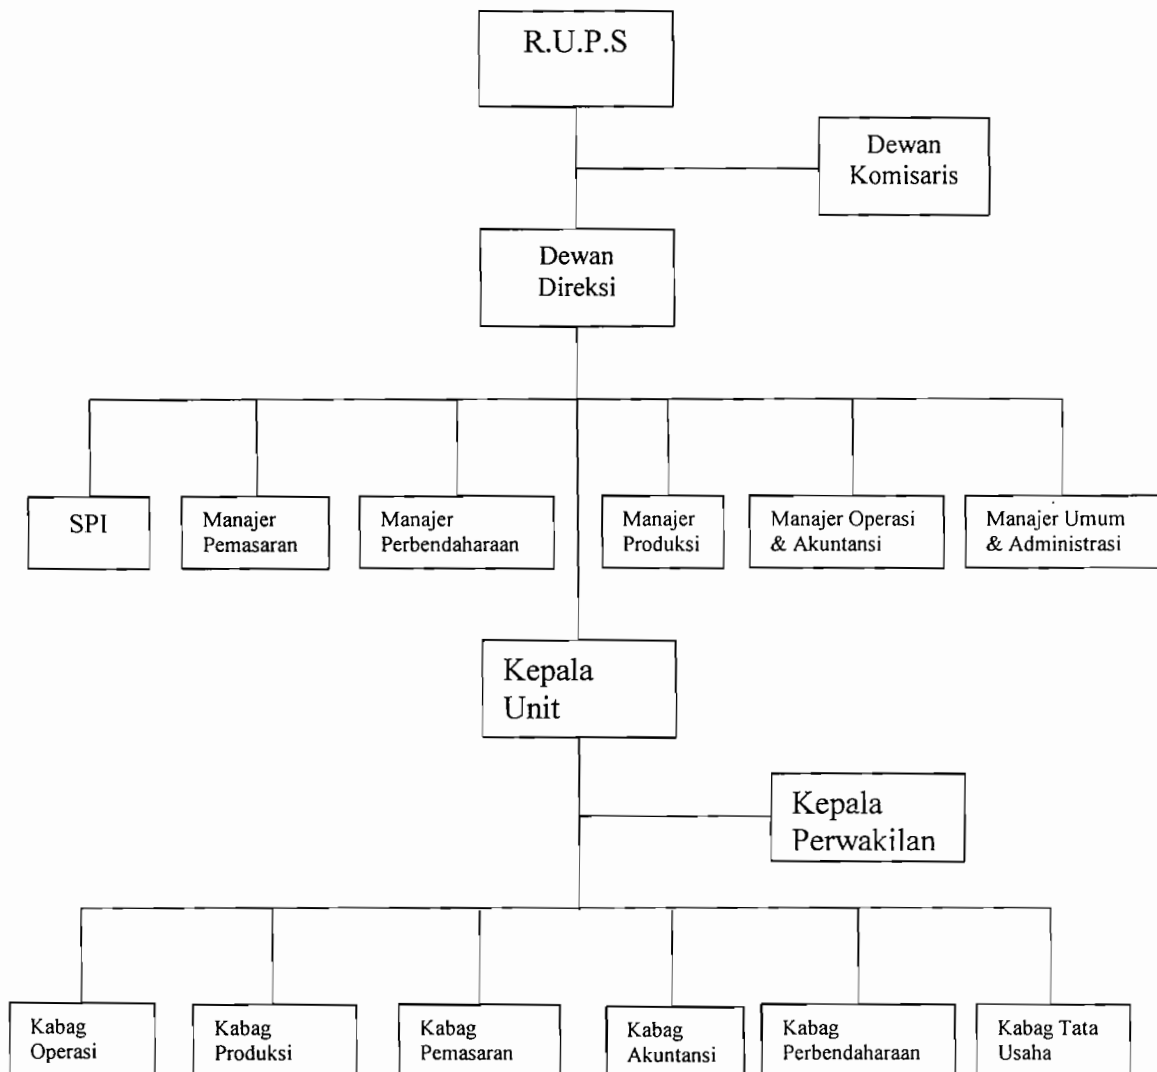 R.U.P.S
Dewan
Komisaris
Dewan
Direksi
SPI
Manajer
Pemasaran
Manajer
Perbendaharaan
Manajer
Produksi
Manajer Operasi
& Akuntansi
Manajer Umum
& Administrasi
Kepala
Unit
Kepala
Perwakilan
Kabag
Operasi
Kabag
Produksi
Kabag
Pemasaran
Kabag
Akuntansi
Kabag
Perbendaharaan
Kabag Tata
Usaha